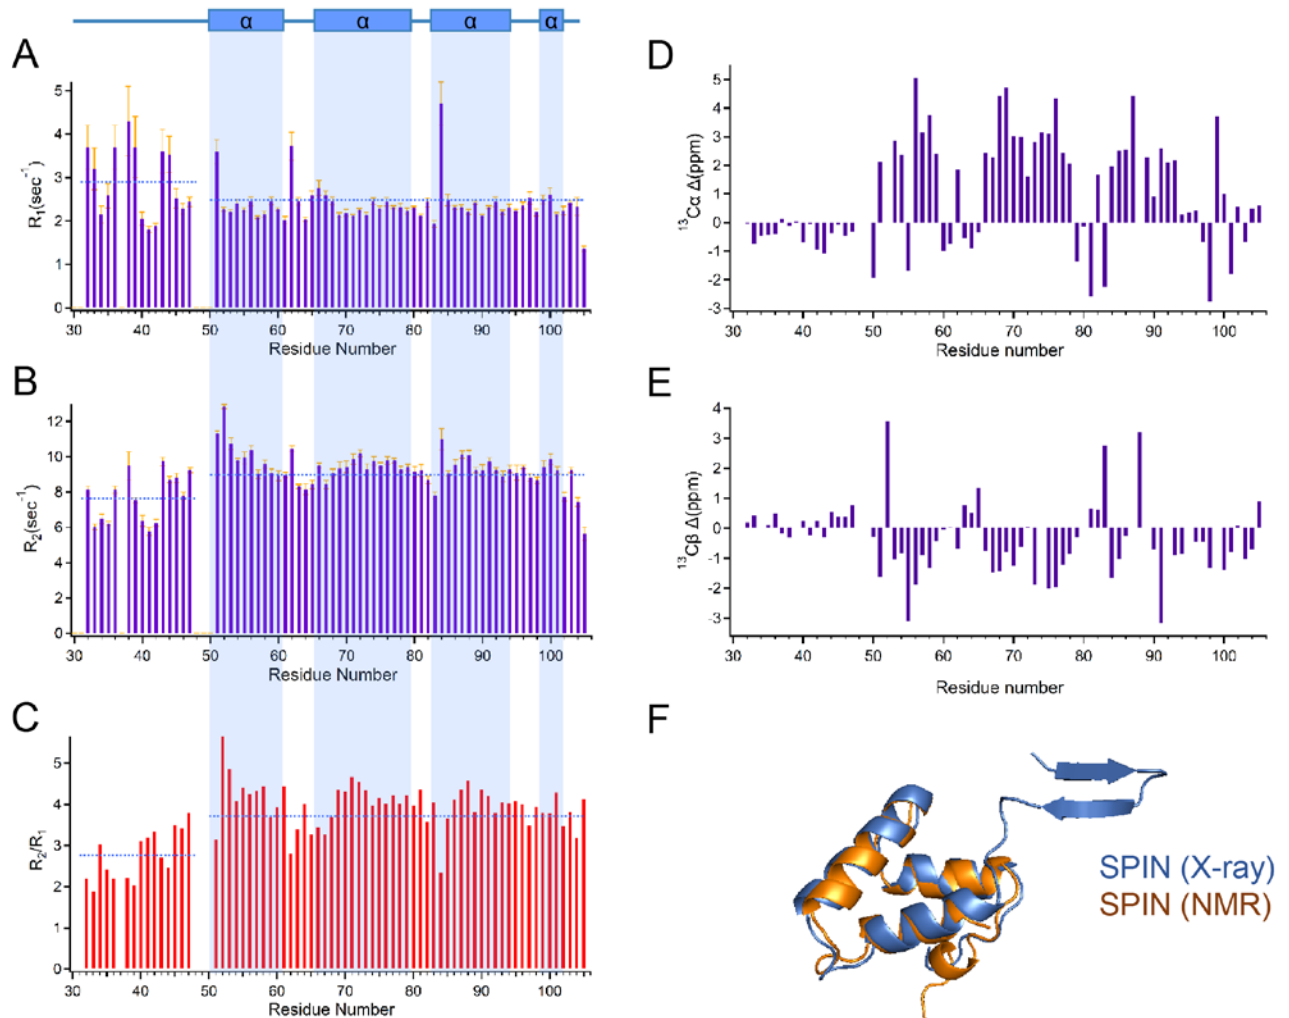 α α α α
A
R1(sec-1)
5
4
3
2
1
0
30 40 50 60 70 80 90 100
Residue Number
B
R2(sec-1)
12
10
8
6
4
2
0
30 40 50 60 70 80 90 100
Residue Number
C
R2/R1
5
4
3
2
1
0
30 40 50 60 70 80 90 100
Residue Number
D
13Cα Δ(ppm)
5
4
3
2
1
0
-1
-2
-3
30 40 50 60 70 80 90 100
Residue number
E
13Cβ Δ(ppm)
4
3
2
1
0
-1
-2
-3
30 40 50 60 70 80 90 100
Residue number
F
SPIN (X-ray)
SPIN (NMR)